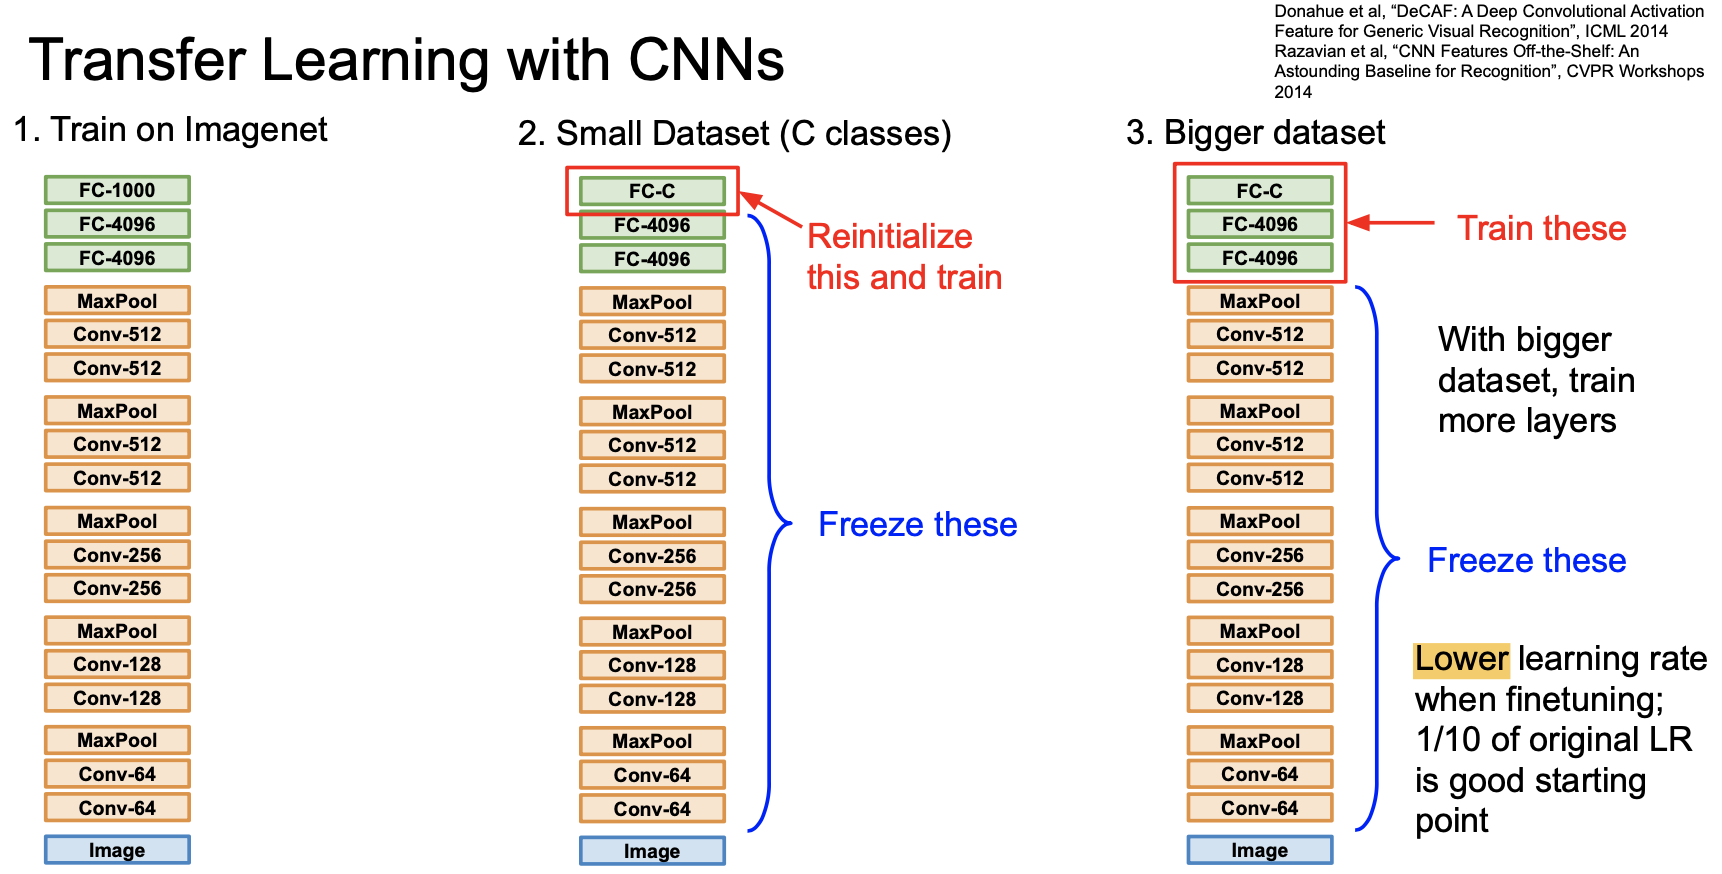 Transfer Learning with CNNs
Donahue et al, “DeCAF: A Deep Convolutional Activation
Feature for Generic Visual Recognition”, ICML 2014
Razavian et al, “CNN Features Off-the-Shelf: An
Astounding Baseline for Recognition”, CVPR Workshops
2014
1. Train on Imagenet
FC-1000
FC-4096
FC-4096
MaxPool
Conv-512
Conv-512
MaxPool
Conv-512
Conv-512
MaxPool
Conv-256
Conv-256
MaxPool
Conv-128
Conv-128
MaxPool
Conv-64
Conv-64
Image
2. Small Dataset (C classes)
FC-C
FC-4096
FC-4096
MaxPool
Conv-512
Conv-512
MaxPool
Conv-512
Conv-512
MaxPool
Conv-256
Conv-256
MaxPool
Conv-128
Conv-128
MaxPool
Conv-64
Conv-64
Image
Reinitialize
this and train
Freeze these
3. Bigger dataset
FC-C
FC-4096
FC-4096
MaxPool
Conv-512
Conv-512
MaxPool
Conv-512
Conv-512
MaxPool
Conv-256
Conv-256
MaxPool
Conv-128
Conv-128
MaxPool
Conv-64
Conv-64
Image
Train these
With bigger
dataset, train
more layers
Freeze these
Lower learning rate
when finetuning;
1/10 of original LR
is good starting
point